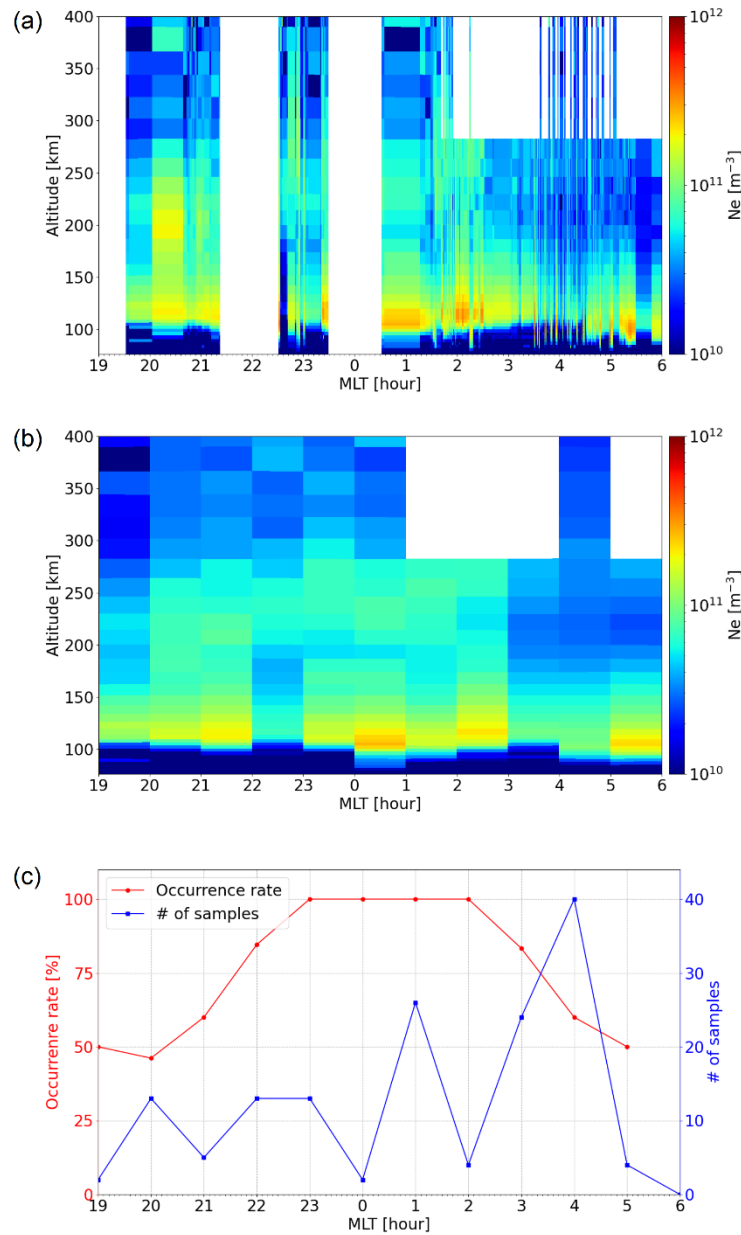 (a)
400
350
300
250
200
150
100
Altitude [km]
19 20 21 22 23 0 1 2 3 4 5 6
MLT [hour]
10¹²
10¹¹
10¹⁰
Ne [m⁻³]
(b)
400
350
300
250
200
150
100
Altitude [km]
19 20 21 22 23 0 1 2 3 4 5 6
MLT [hour]
10¹²
10¹¹
10¹⁰
Ne [m⁻³]
(c)
Occurrence rate
# of samples
100
75
50
25
0
Occurrenre rate [%]
40
30
20
10
0
# of samples
19 20 21 22 23 0 1 2 3 4 5 6
MLT [hour]